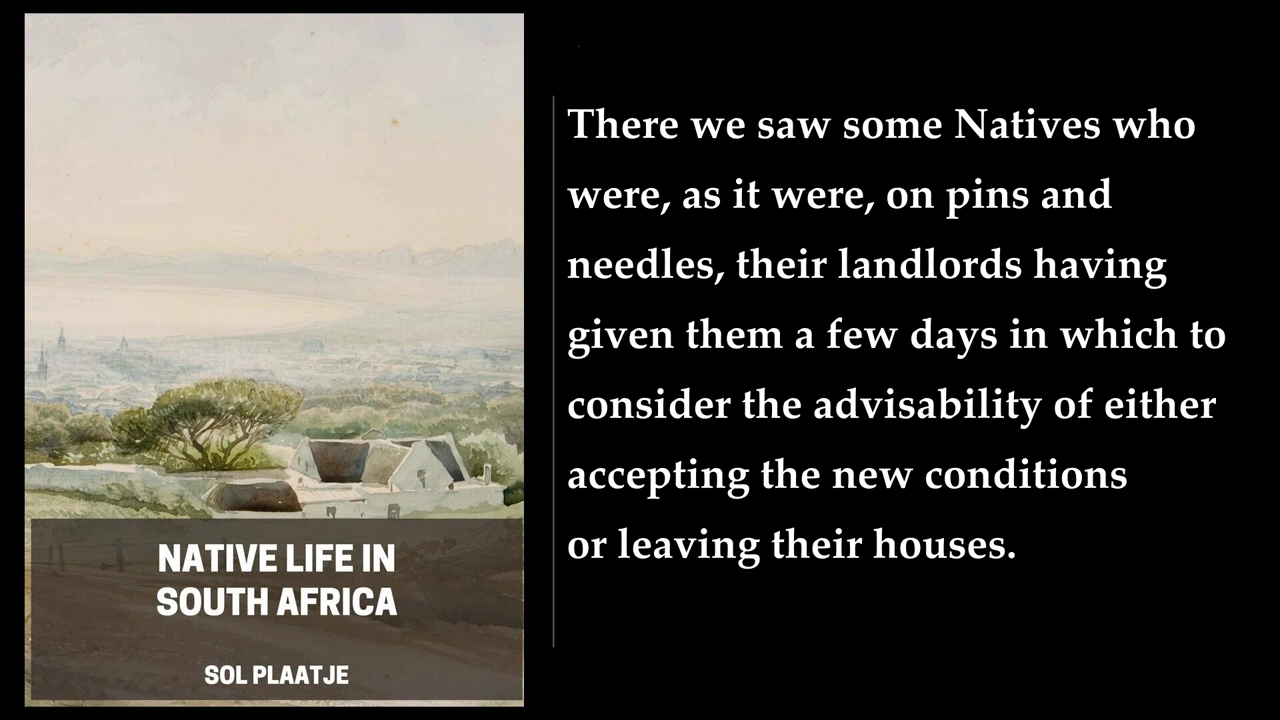 There we saw some Natives who
were, as it were, on pins and
needles, their landlords having
given them a few days in which to
consider the advisability of either
accepting the new conditions
or leaving their houses.
NATIVE LIFE IN
SOUTH AFRICA
SOL PLAATJE